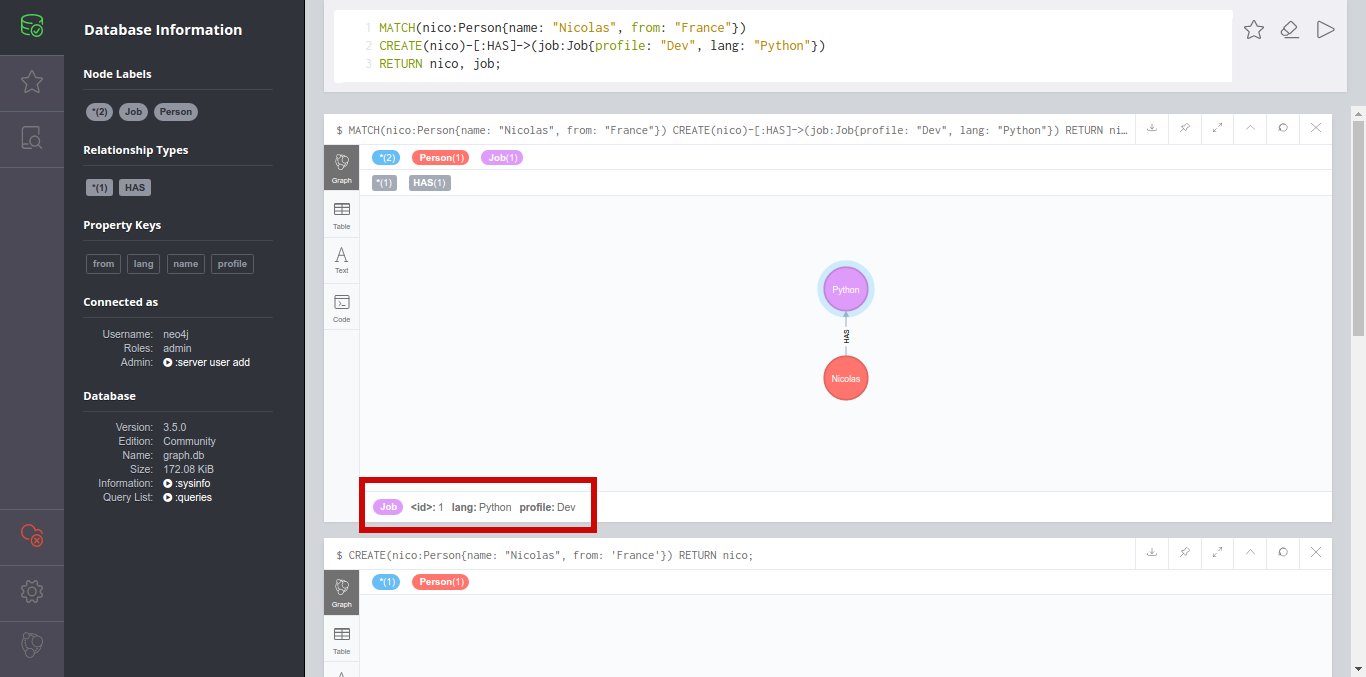 Database Information
Node Labels
*(2) Job Person
Relationship Types
*(1) HAS
Property Keys
from lang name profile
Connected as
Username: neo4j
Roles: admin
Admin: :server user add
Database
Version: 3.5.0
Edition: Community
Name: graph.db
Size: 172.08 KiB
Information: :sysinfo
Query List: :queries
1 MATCH(nico:Person{name: "Nicolas", from: "France"})
2 CREATE(nico)-[:HAS]->(job:Job{profile: "Dev", lang: "Python"})
3 RETURN nico, job;
$ MATCH(nico:Person{name: "Nicolas", from: "France"}) CREATE(nico)-[:HAS]->(job:Job{profile: "Dev", lang: "Python"}) RETURN ni…
Graph
Table
Text
Code
*(2) Person(1) Job(1)
*(1) HAS(1)
Python
HAS
Nicolas
Job <id>: 1 lang: Python profile: Dev
$ CREATE(nico:Person{name: "Nicolas", from: 'France'}) RETURN nico;
Graph
Table
*(1) Person(1)